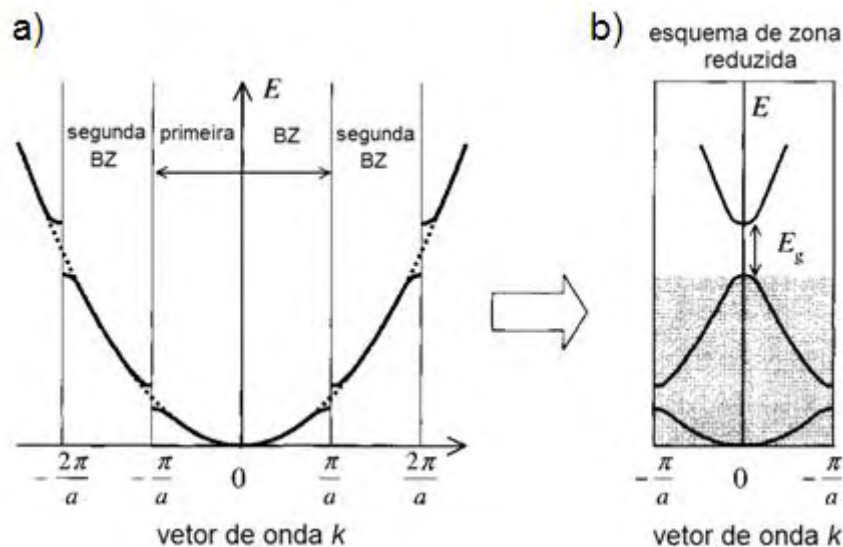 a)
E
segunda BZ
primeira
BZ
segunda BZ
-2π/a
-π/a
0
π/a
2π/a
vetor de onda k
b)
esquema de zona
reduzida
E
E_g
-π/a
0
-π/a
vetor de onda k